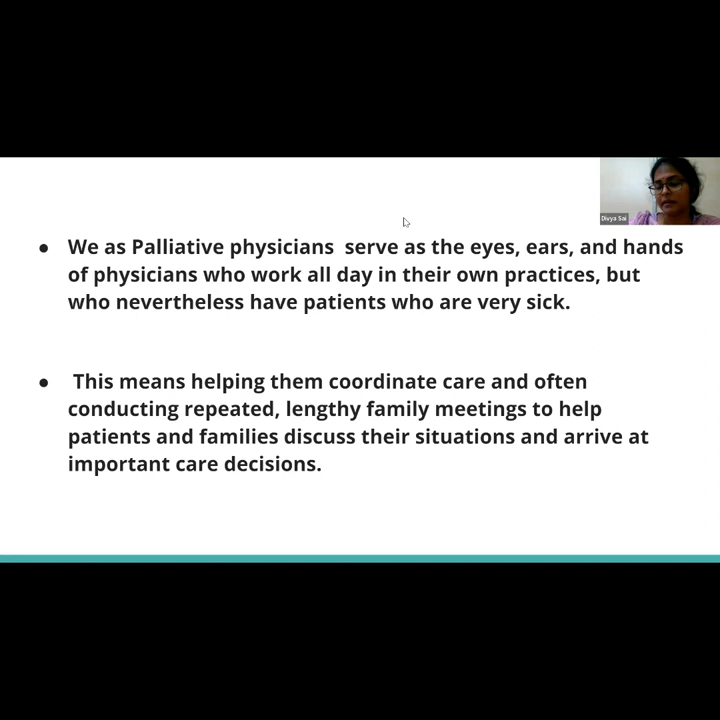 Divya Sai
● We as Palliative physicians  serve as the eyes, ears, and hands
of physicians who work all day in their own practices, but
who nevertheless have patients who are very sick.
●  This means helping them coordinate care and often
conducting repeated, lengthy family meetings to help
patients and families discuss their situations and arrive at
important care decisions.